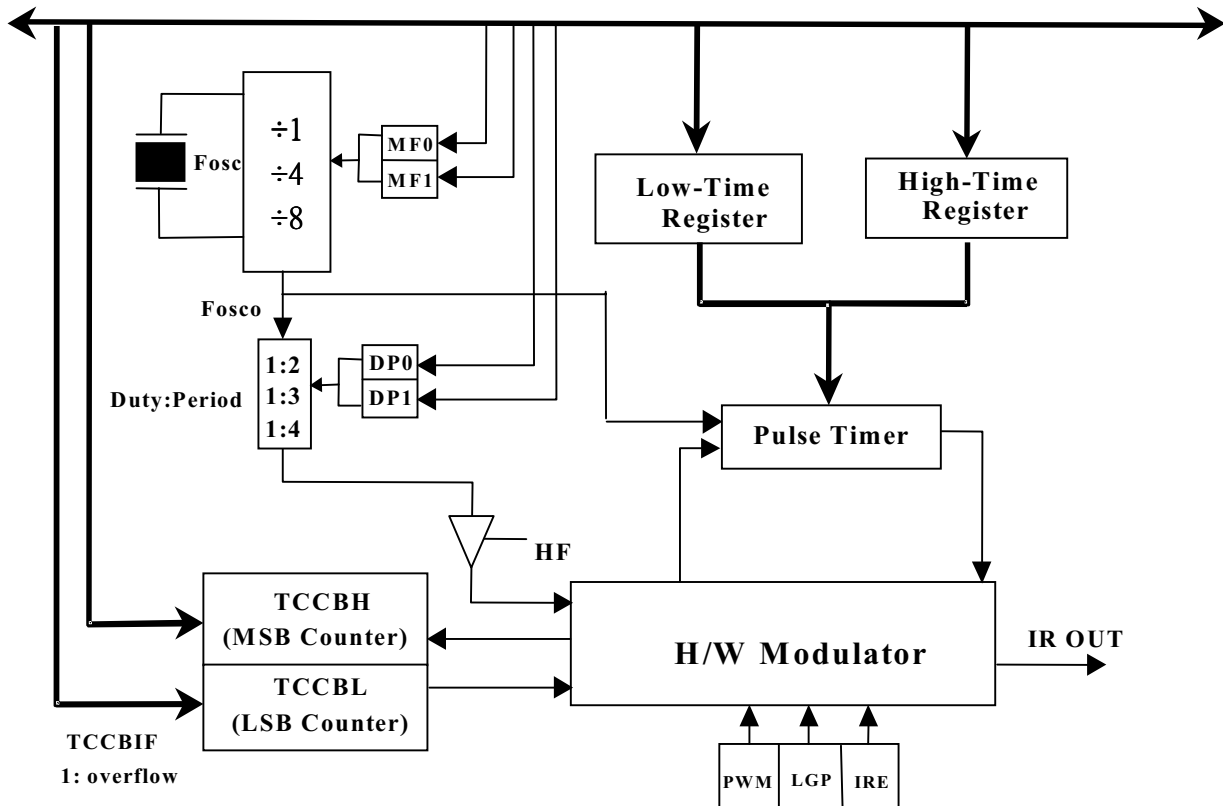 ÷1
÷4
÷8
Fosc
MF0
MF1
Low-Time
Register
High-Time
Register
Fosco
1:2
1:3
1:4
Duty:Period
DP0
DP1
Pulse Timer
HF
TCCBH
(MSB Counter)
TCCBL
(LSB Counter)
H/W Modulator
IR OUT
TCCBIF
1: overflow
PWM
LGP
IRE